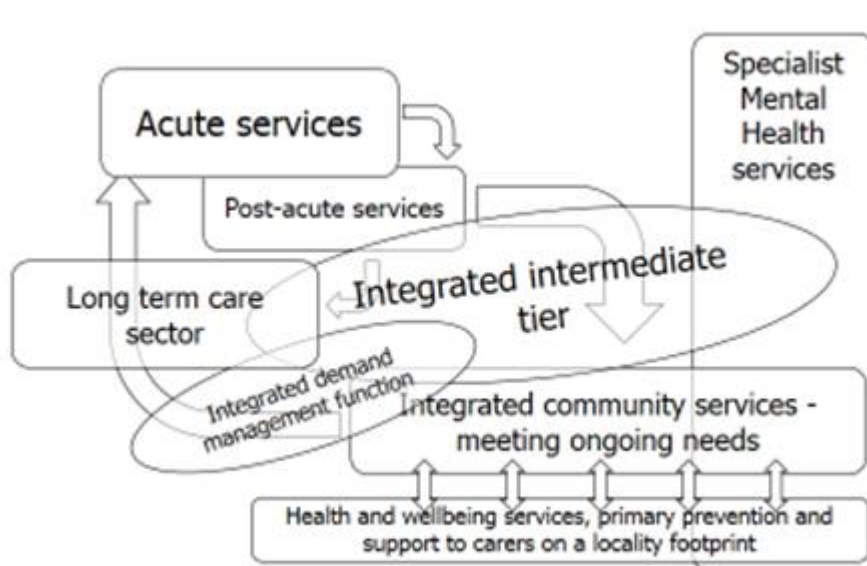 Specialist
Mental
Health
services
Acute services
Post-acute services
Integrated intermediate
tier
Long term care
sector
Integrated demand
management function
Integrated community services -
meeting ongoing needs
Health and wellbeing services, primary prevention and
support to carers on a locality footprint